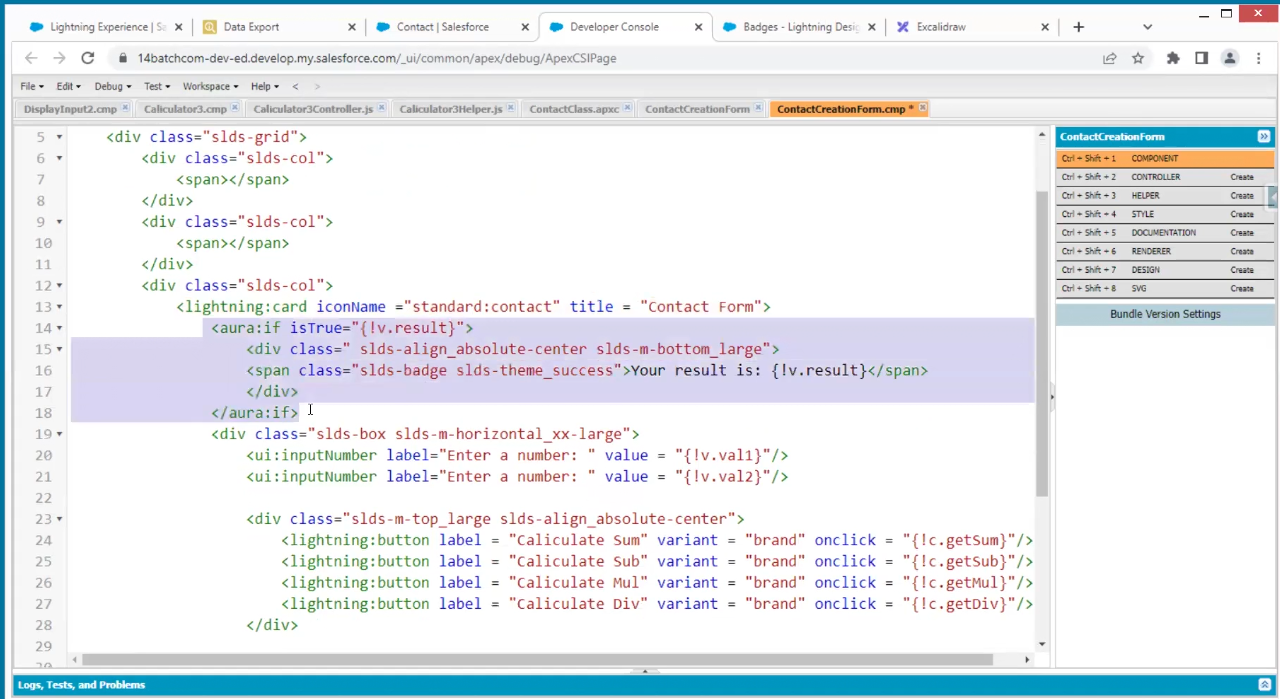 Lightning Experience | Sa
Data Export
Contact | Salesforce
Developer Console
Badges - Lightning Desig
Excalidraw
14batchcom-dev-ed.develop.my.salesforce.com/_ui/common/apex/debug/ApexCSIPage
File Edit Debug Test Workspace Help < >
DisplayInput2.cmp
Caliculator3.cmp
Caliculator3Controller.js
Caliculator3Helper.js
ContactClass.apxc
ContactCreationForm
ContactCreationForm.cmp *
5 <div class="slds-grid">
6 <div class="slds-col">
7 <span></span>
8 </div>
9 <div class="slds-col">
10 <span></span>
11 </div>
12 <div class="slds-col">
13 <lightning:card iconName ="standard:contact" title = "Contact Form">
14 <aura:if isTrue="{!v.result}">
15 <div class=" slds-align_absolute-center slds-m-bottom_large">
16 <span class="slds-badge slds-theme_success">Your result is: {!v.result}</span>
17 </div>
18 </aura:if>
19 <div class="slds-box slds-m-horizontal_xx-large">
20 <ui:inputNumber label="Enter a number: " value = "{!v.val1}"/>
21 <ui:inputNumber label="Enter a number: " value = "{!v.val2}"/>
22
23 <div class="slds-m-top_large slds-align_absolute-center">
24 <lightning:button label = "Caliculate Sum" variant = "brand" onclick = "{!c.getSum}"/>
25 <lightning:button label = "Caliculate Sub" variant = "brand" onclick = "{!c.getSub}"/>
26 <lightning:button label = "Caliculate Mul" variant = "brand" onclick = "{!c.getMul}"/>
27 <lightning:button label = "Caliculate Div" variant = "brand" onclick = "{!c.getDiv}"/>
28 </div>
29
ContactCreationForm
Ctrl + Shift + 1 COMPONENT
Ctrl + Shift + 2 CONTROLLER Create
Ctrl + Shift + 3 HELPER Create
Ctrl + Shift + 4 STYLE Create
Ctrl + Shift + 5 DOCUMENTATION Create
Ctrl + Shift + 6 RENDERER Create
Ctrl + Shift + 7 DESIGN Create
Ctrl + Shift + 8 SVG Create
Bundle Version Settings
Logs, Tests, and Problems